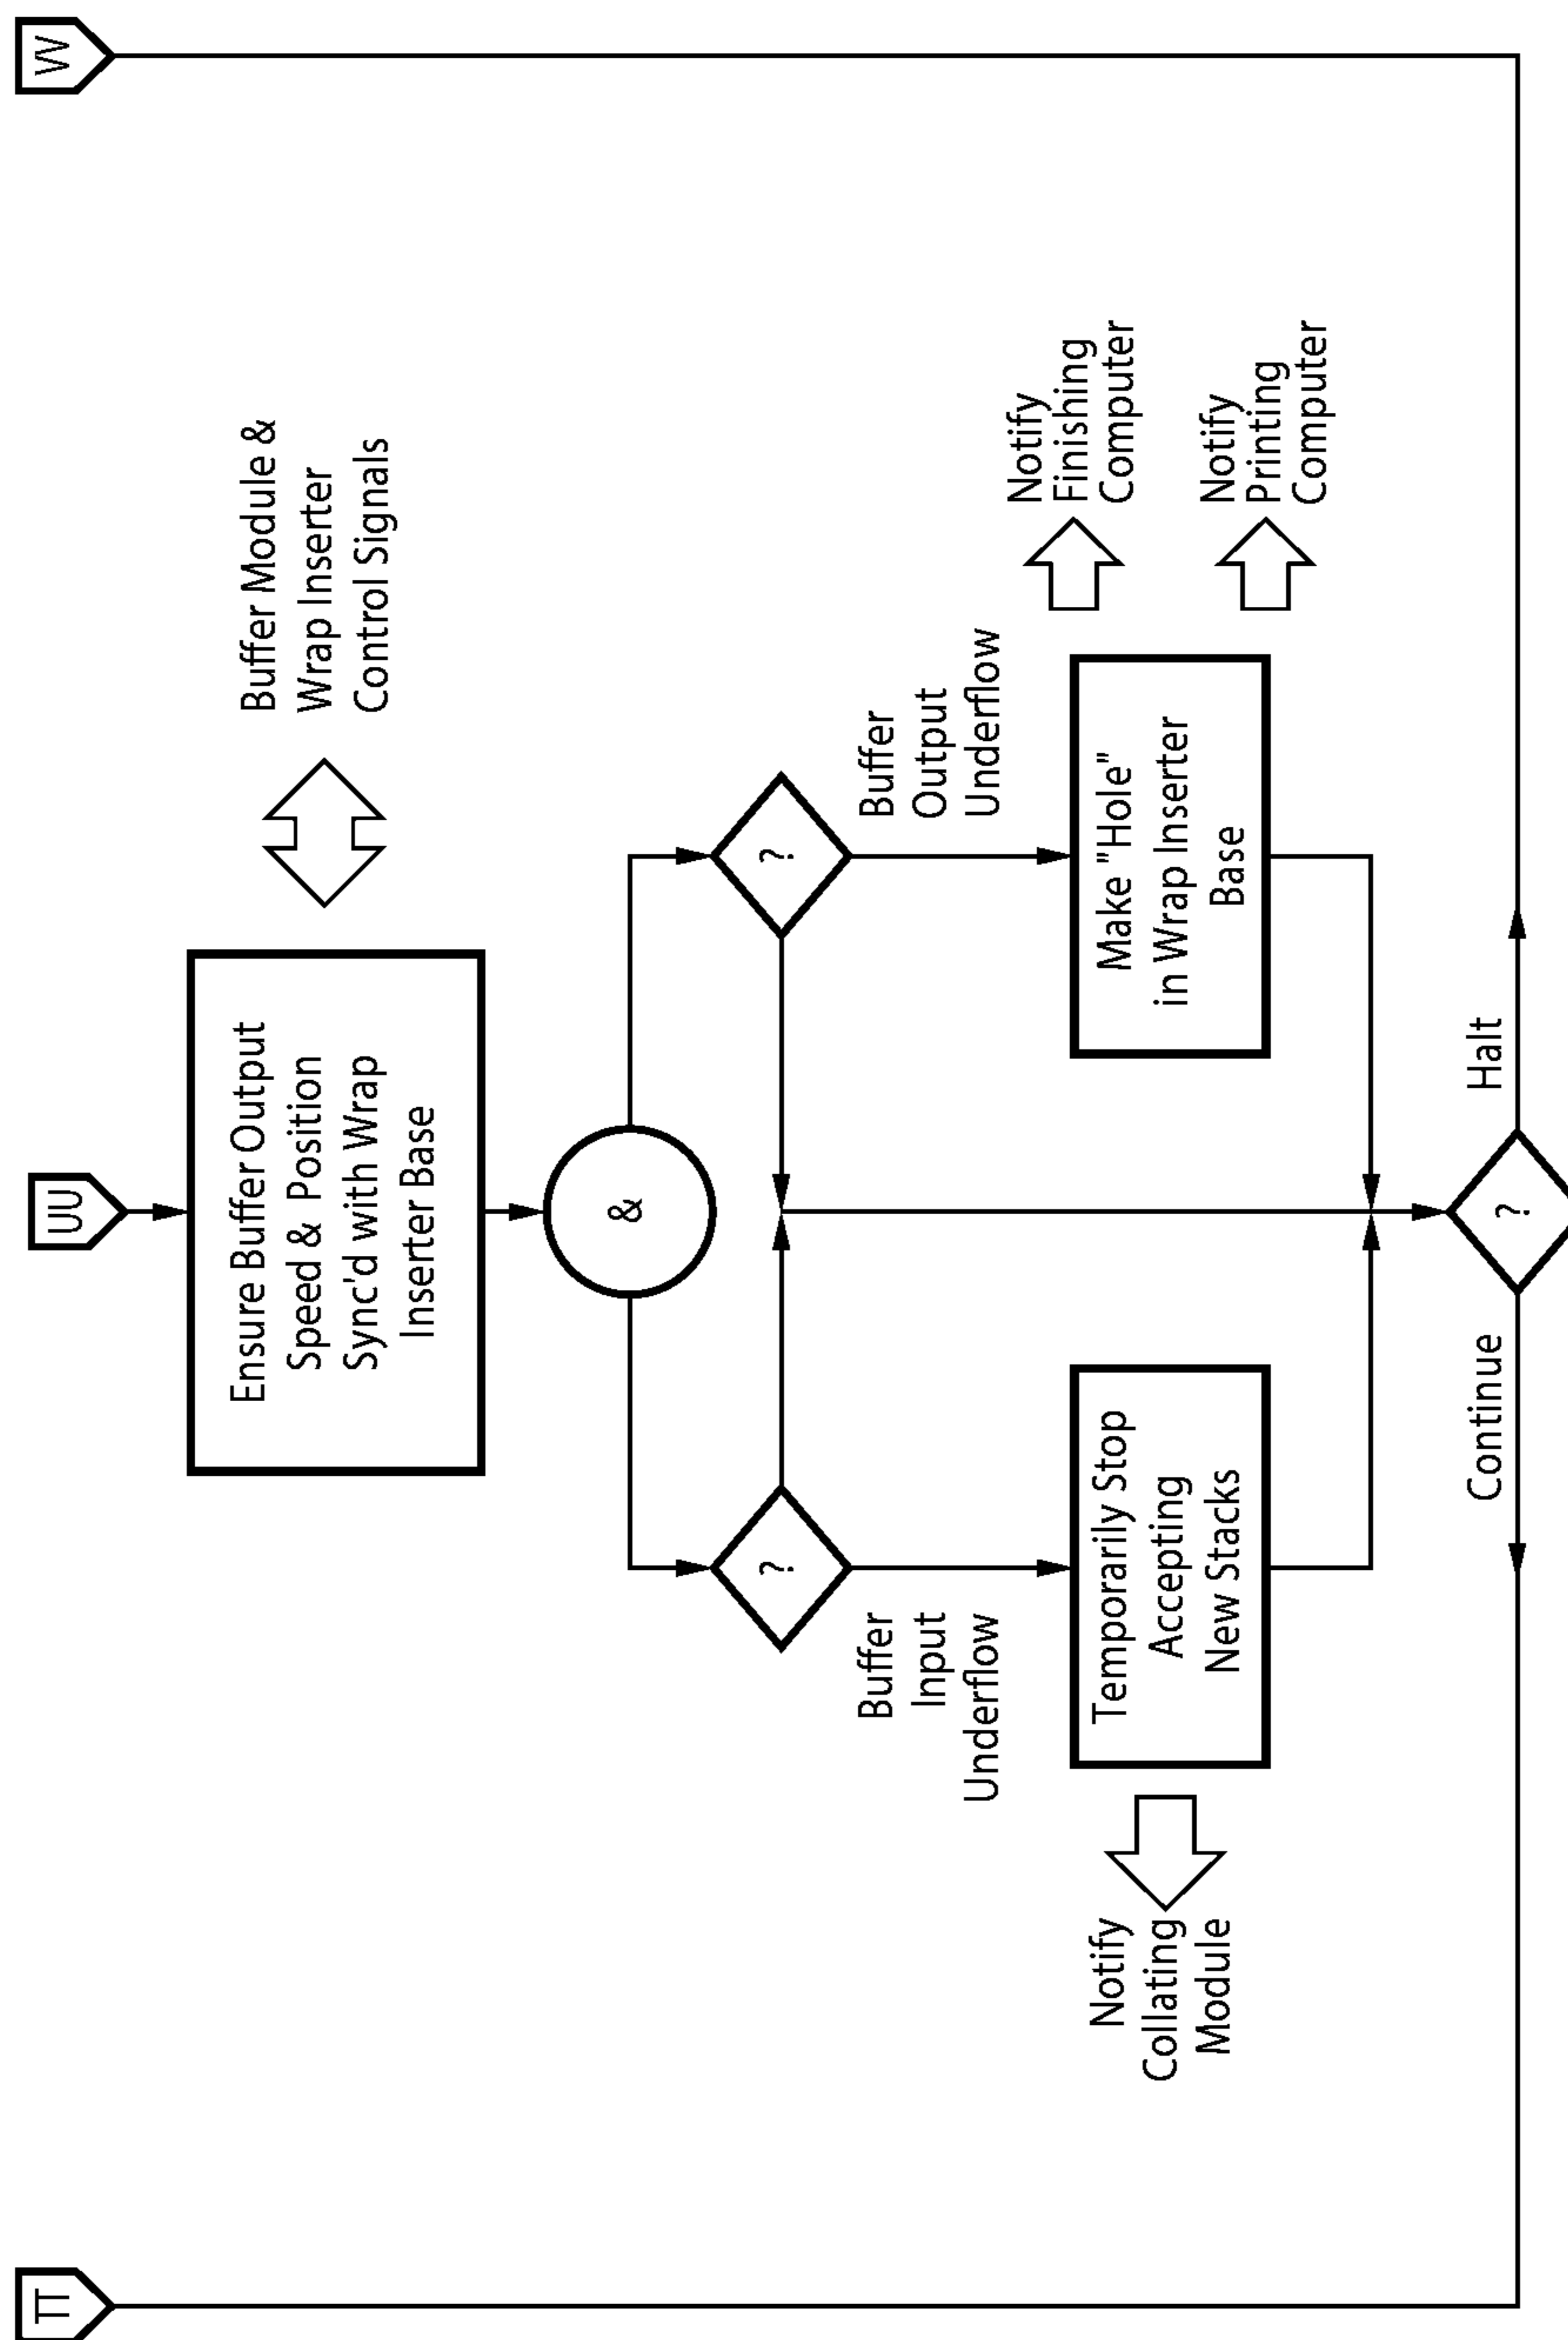 TT
UU
VV
Ensure Buffer Output
Speed & Position
Sync'd with Wrap
Inserter Base
Buffer Module &
Wrap Inserter
Control Signals
&
?
?
Buffer
Input
Underflow
Buffer
Output
Underflow
Notify
Collating
Module
Temporarily Stop
Accepting
New Stacks
Make "Hole"
in Wrap Inserter
Base
Notify
Finishing
Computer
Notify
Printing
Computer
Continue
?
Halt